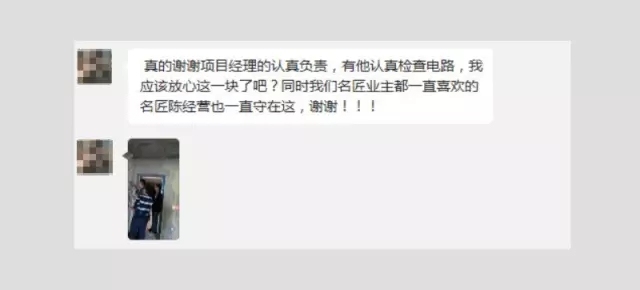 真的谢谢项目经理的认真负责，有他认真检查电路，我
应该放心这一块了吧？同时我们名匠业主都一直喜欢的
名匠陈经营也一直守在这，谢谢！！！